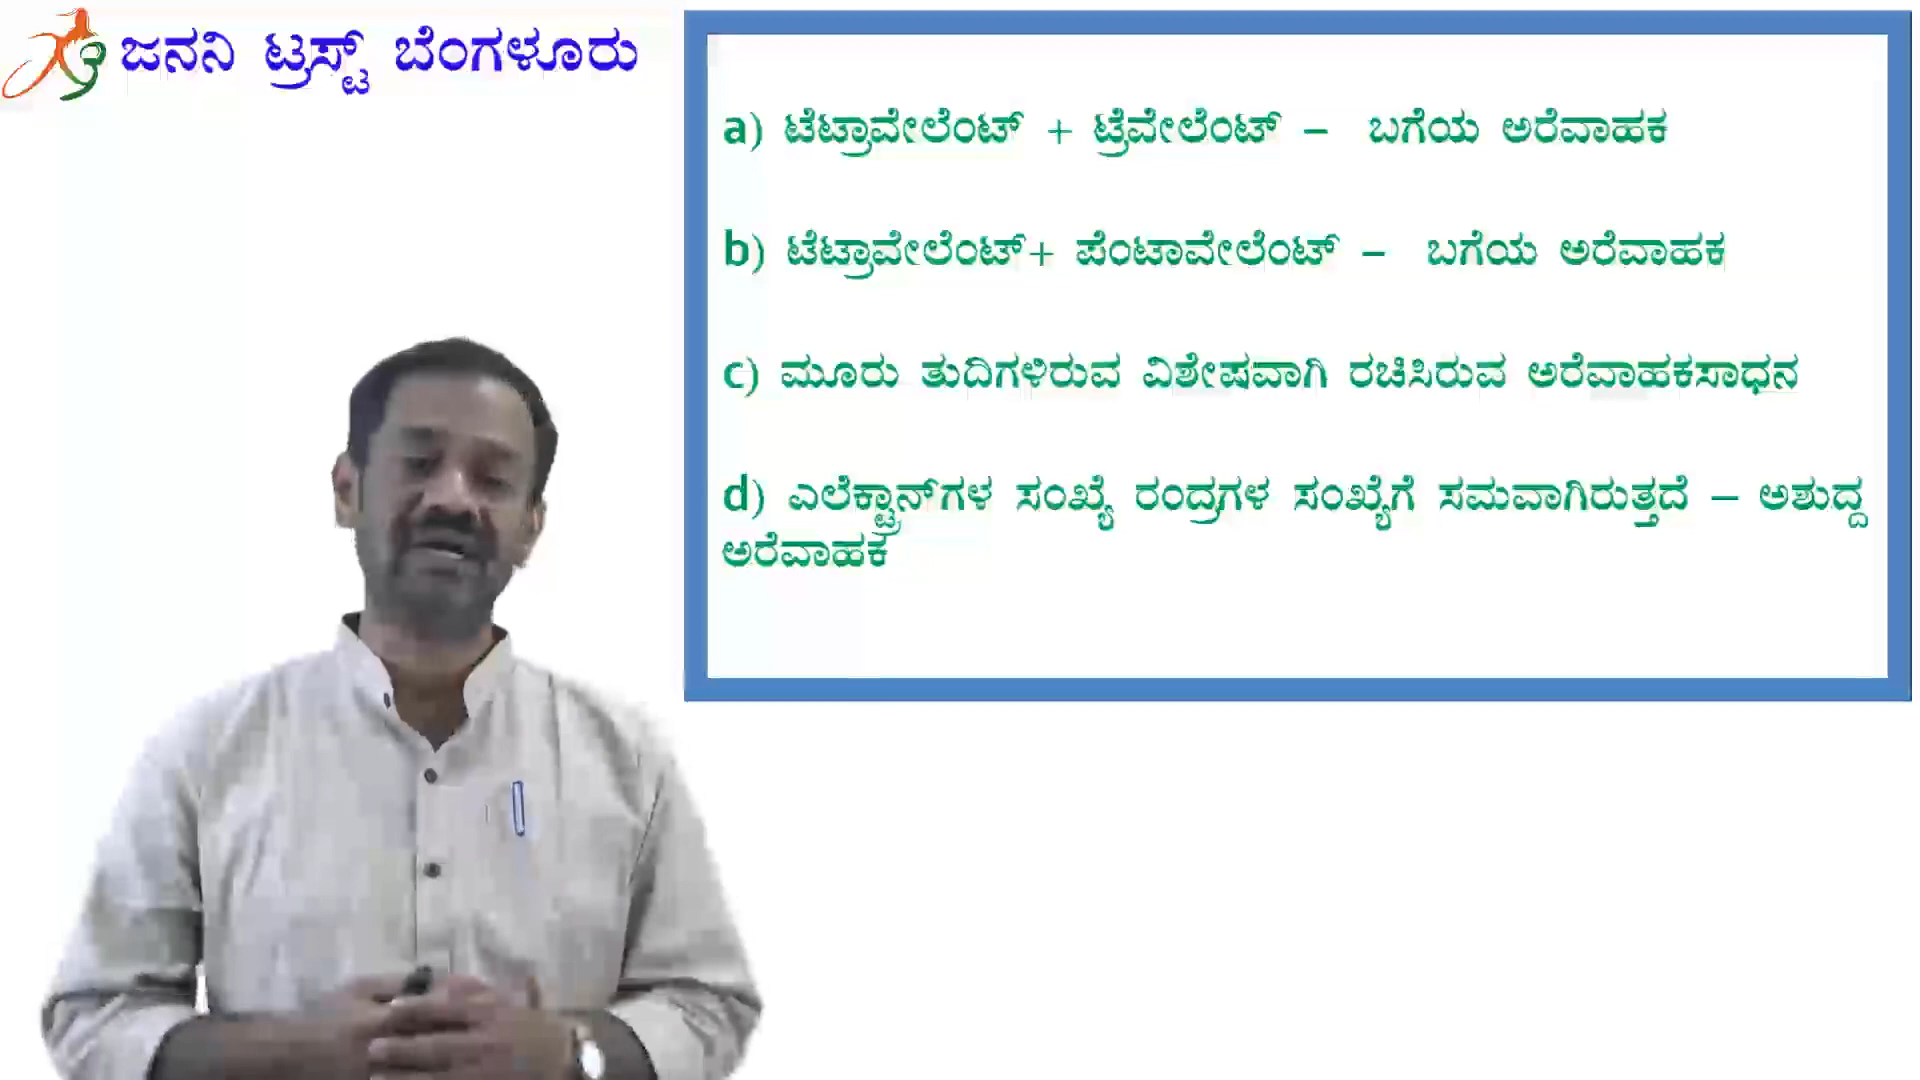 ಜನನಿ ಟ್ರಸ್ಟ್ ಬೆಂಗಳೂರು
a) ಟೆಟ್ರಾವೇಲೆಂಟ್ + ಟ್ರೆವೇಲೆಂಟ್ – ಬಗೆಯ ಅರೆವಾಹಕ
b) ಟೆಟ್ರಾವೇಲೆಂಟ್+ ಪೆಂಟಾವೇಲೆಂಟ್ – ಬಗೆಯ ಅರೆವಾಹಕ
c) ಮೂರು ತುದಿಗಳಿರುವ ವಿಶೇಷವಾಗಿ ರಚಿಸಿರುವ ಅರೆವಾಹಕಸಾಧನ
d) ಎಲೆಕ್ಟ್ರಾನ್‌ಗಳ ಸಂಖ್ಯೆ ರಂದ್ರಗಳ ಸಂಖ್ಯೆಗೆ ಸಮವಾಗಿರುತ್ತದೆ – ಅಶುದ್ದ
ಅರೆವಾಹಕ